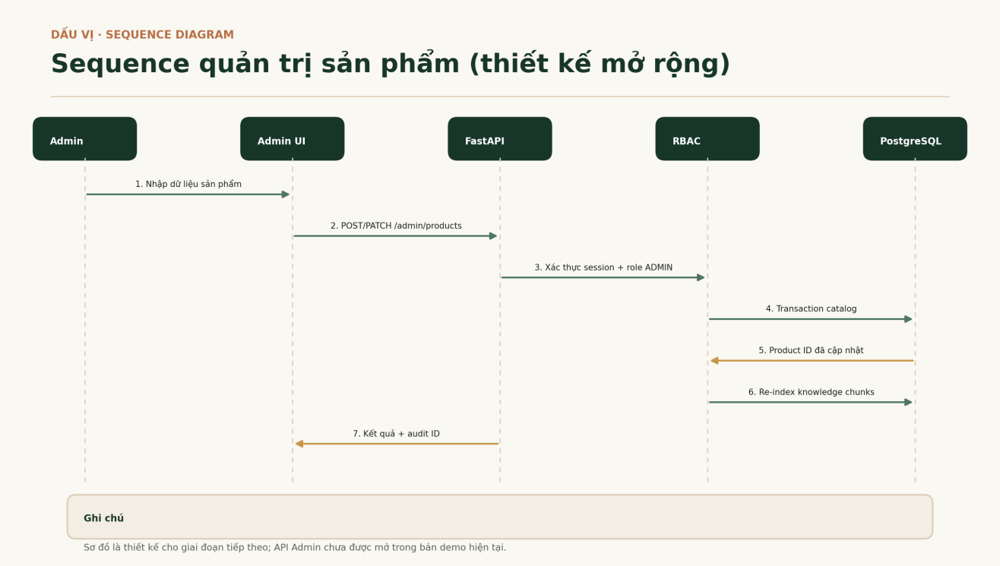 DẤU VỊ · SEQUENCE DIAGRAM
Sequence quản trị sản phẩm (thiết kế mở rộng)
Admin
Admin UI
FastAPI
RBAC
PostgreSQL
1. Nhập dữ liệu sản phẩm
2. POST/PATCH /admin/products
3. Xác thực session + role ADMIN
4. Transaction catalog
5. Product ID đã cập nhật
6. Re-index knowledge chunks
7. Kết quả + audit ID
Ghi chú
Sơ đồ là thiết kế cho giai đoạn tiếp theo; API Admin chưa được mở trong bản demo hiện tại.